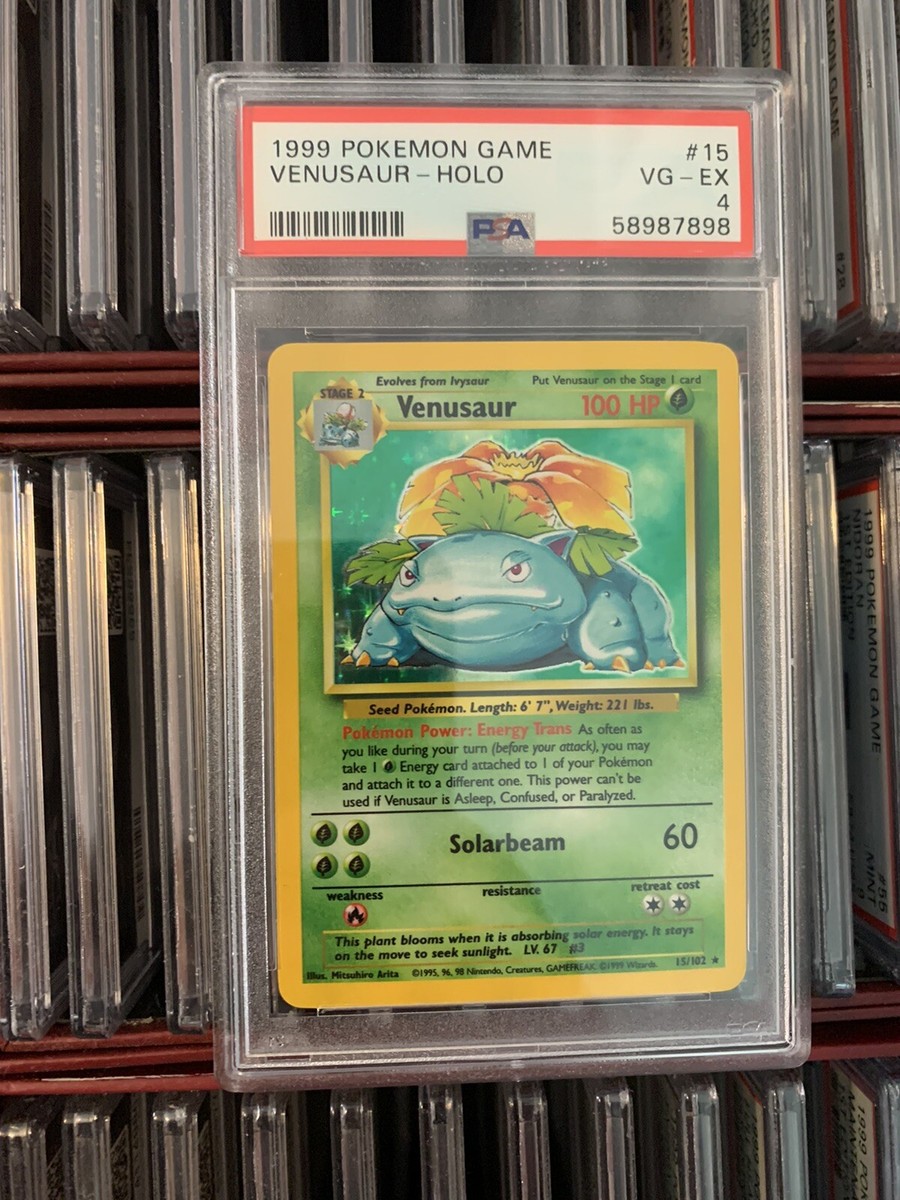 1999 POKEMON GAME #15
VENUSAUR – HOLO VG – EX
4
PSA 58987898
Evolves from Ivysaur Put Venusaur on the Stage 1 card
STAGE 2
Venusaur 100 HP
Seed Pokémon. Length: 6' 7", Weight: 221 lbs.
Pokémon Power: Energy Trans As often as
you like during your turn (before your attack), you may
take 1 Energy card attached to 1 of your Pokémon
and attach it to a different one. This power can't be
used if Venusaur is Asleep, Confused, or Paralyzed.
Solarbeam 60
weakness resistance retreat cost
This plant blooms when it is absorbing solar energy. It stays
on the move to seek sunlight. LV. 67 #3
Illus. Mitsuhiro Arita ©1995, 96, 98 Nintendo, Creatures, GAMEFREAK. ©1999 Wizards. 15/102 ★
1999 POKEMON GAME
NIDORAN
1ST EDITION
#55
MINT
#28